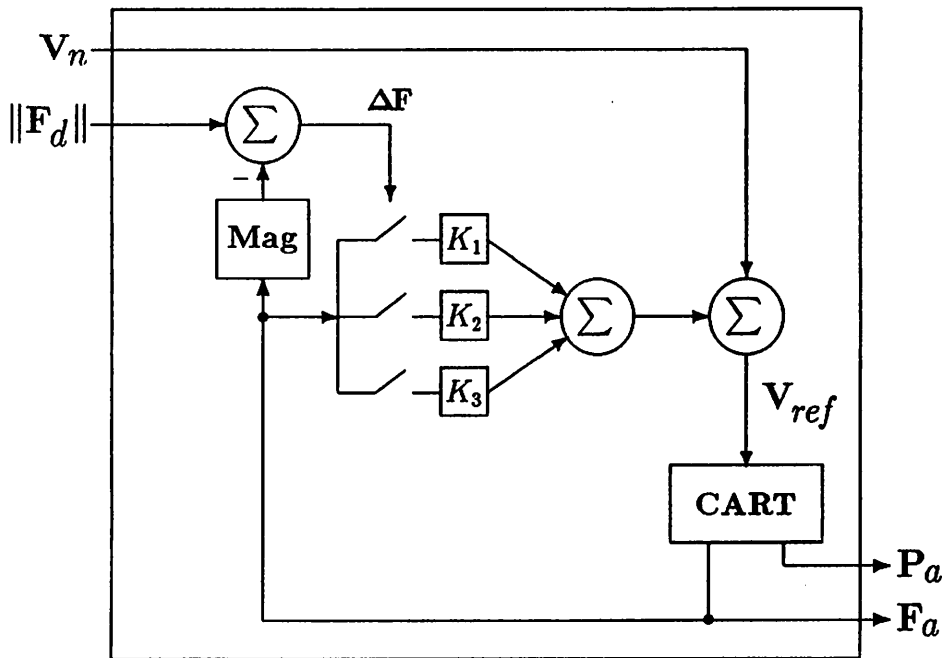 V_n
‖F_d‖
Σ
ΔF
−
Mag
K_1
K_2
K_3
Σ
Σ
V_ref
CART
P_a
F_a